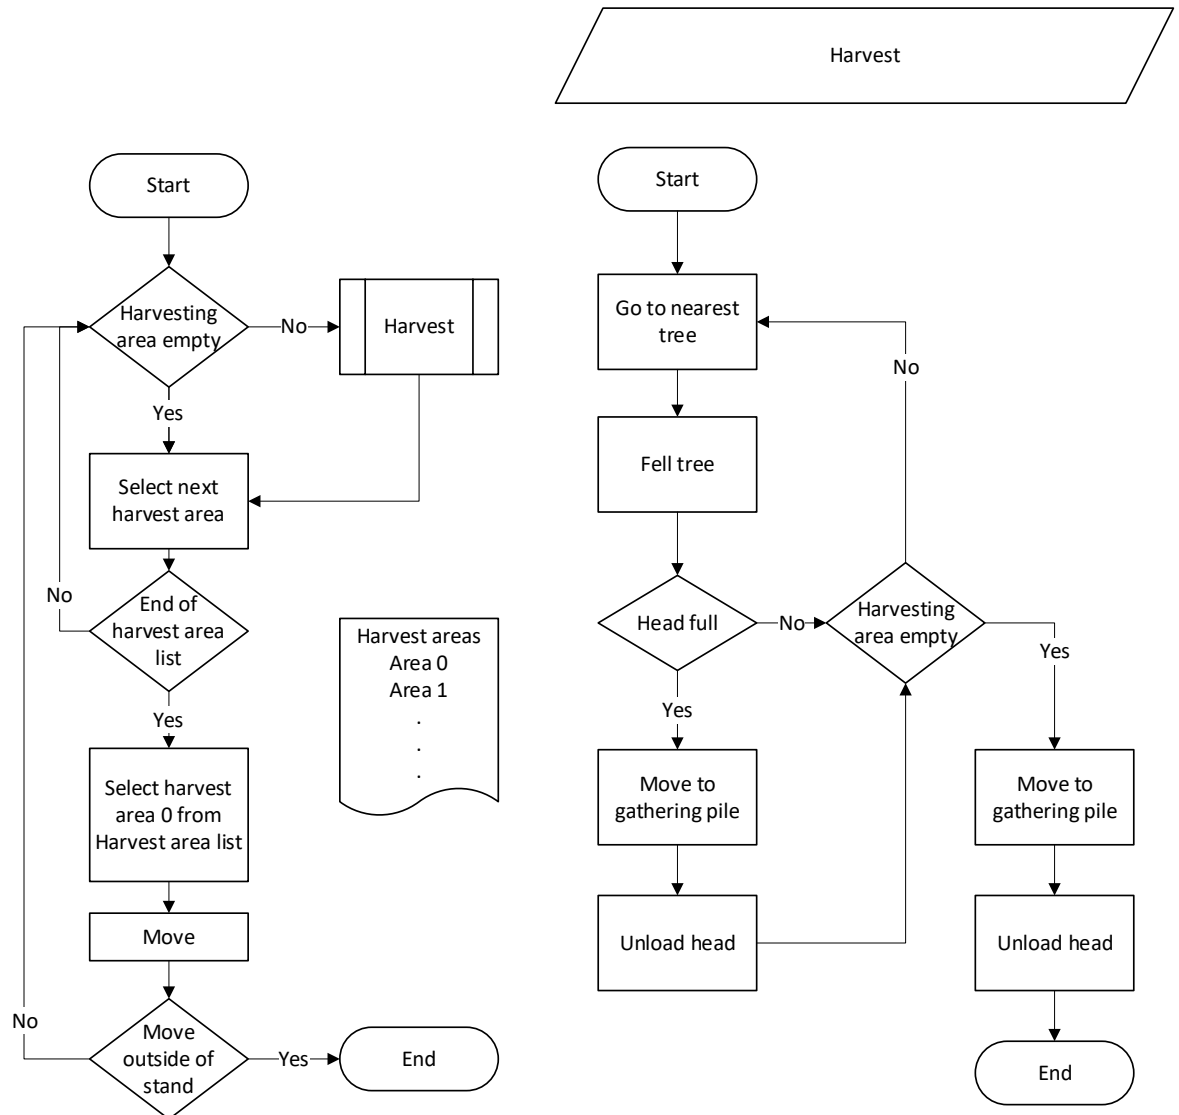 Harvest
Start
Harvesting
area empty
No
Harvest
Yes
Select next
harvest area
No
End of
harvest area
list
Yes
Select harvest
area 0 from
Harvest area list
Move
No
Move
outside of
stand
Yes
End
Harvest areas
Area 0
Area 1
.
.
.
Start
Go to nearest
tree
No
Fell tree
Head full
No
Harvesting
area empty
Yes
Yes
Move to
gathering pile
Unload head
Move to
gathering pile
Unload head
End